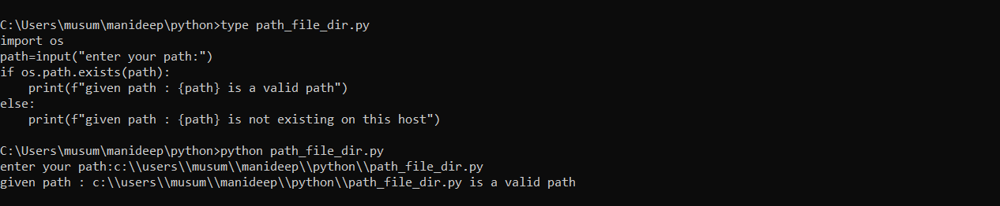 C:\Users\musum\manideep\python>type path_file_dir.py
import os
path=input("enter your path:")
if os.path.exists(path):
    print(f"given path : {path} is a valid path")
else:
    print(f"given path : {path} is not existing on this host")
C:\Users\musum\manideep\python>python path_file_dir.py
enter your path:c:\\users\\musum\\manideep\\python\\path_file_dir.py
given path : c:\\users\\musum\\manideep\\python\\path_file_dir.py is a valid path